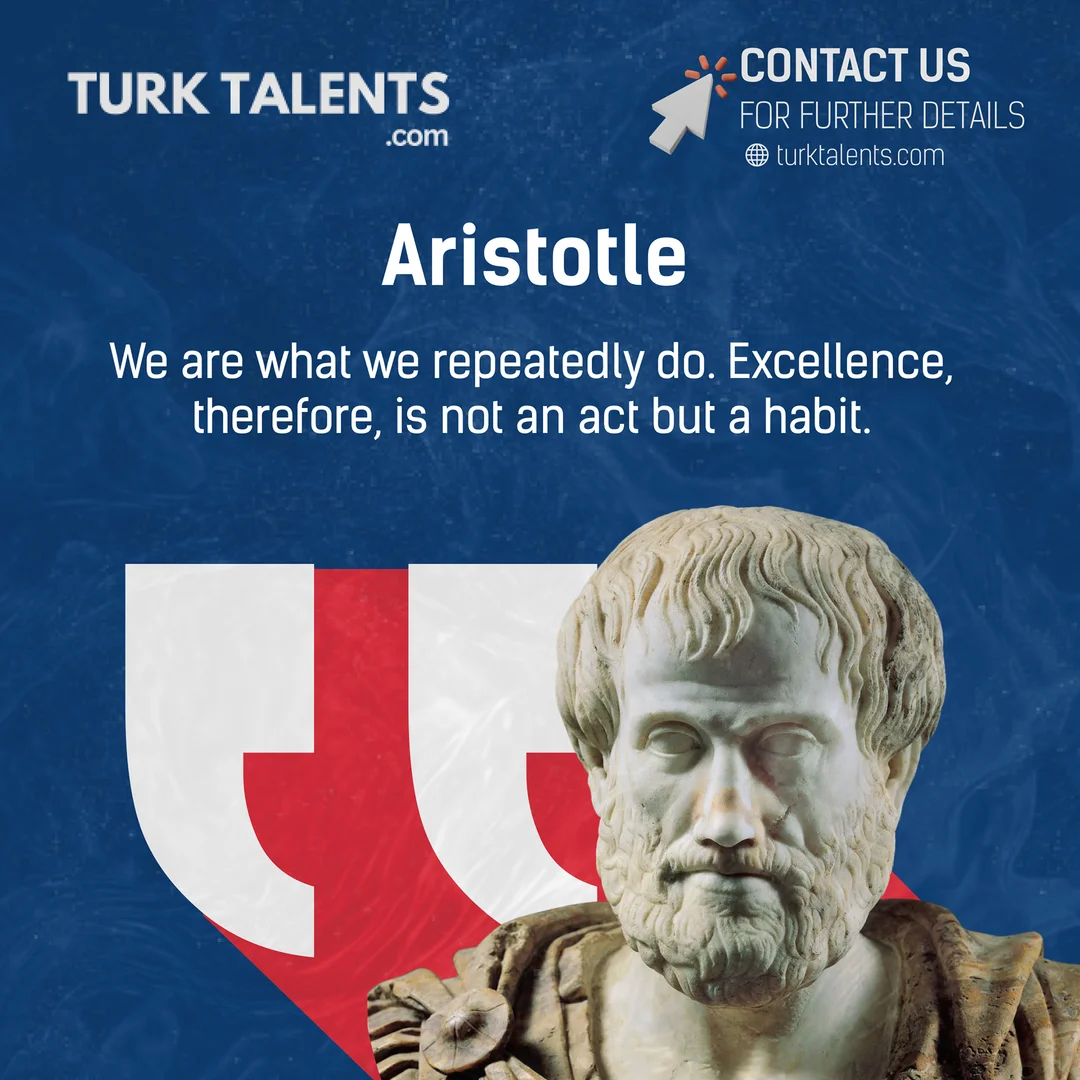 TURK TALENTS
.com
CONTACT US
FOR FURTHER DETAILS
turktalents.com
Aristotle
We are what we repeatedly do. Excellence,
therefore, is not an act but a habit.